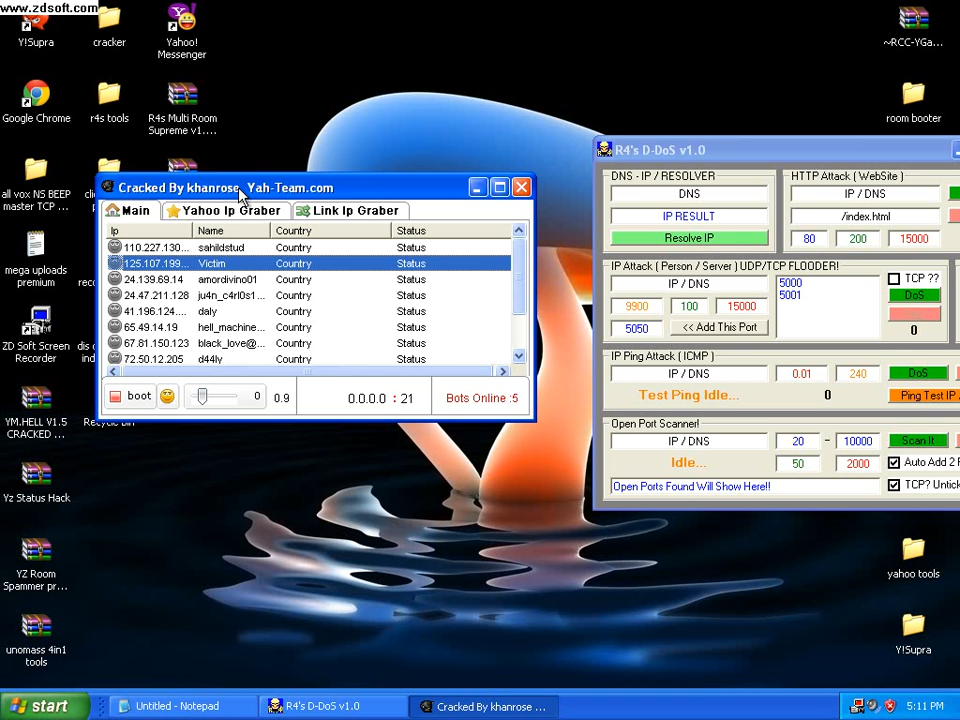 www.zdsoft.com
Y!Supra
cracker
Yahoo!
Messenger
~RCC-YGa...
Google Chrome
r4s tools
R4s Multi Room
Supreme v1....
room booter
all vox NS BEEP
master TCP ...
mega uploads
premium
ZD Soft Screen
Recorder
YM.HELL V1.5
CRACKED ...
Yz Status Hack
YZ Room
Spammer pr...
unomass 4in1
tools
yahoo tools
Y!Supra
Cracked By khanrose Yah-Team.com
Main
Yahoo Ip Graber
Link Ip Graber
Ip Name Country Status
110.227.130... sahildstud Country Status
125.107.199... Victim Country Status
24.139.69.14 amordivino01 Country Status
24.47.211.128 ju4n_c4rl0s1... Country Status
41.196.124.... daly Country Status
65.49.14.19 hell_machine... Country Status
67.81.150.123 black_love@... Country Status
72.50.12.205 d44ly Country Status
boot 0 0.9 0.0.0.0 : 21 Bots Online :5
R4's D-DoS v1.0
DNS - IP / RESOLVER
DNS
IP RESULT
Resolve IP
HTTP Attack ( WebSite )
IP / DNS
/index.html
80 200 15000
IP Attack ( Person / Server ) UDP/TCP FLOODER!
IP / DNS
9900 100 15000
5050 << Add This Port
5000
5001
TCP ??
DoS
0
IP Ping Attack ( ICMP )
IP / DNS 0.01 240 DoS
Test Ping Idle... 0 Ping Test IP
Open Port Scanner!
IP / DNS 20 - 10000 Scan It
Idle... 50 2000 Auto Add 2
Open Ports Found Will Show Here!! TCP? Untick
start
Untitled - Notepad
R4's D-DoS v1.0
Cracked By khanrose ...
5:11 PM